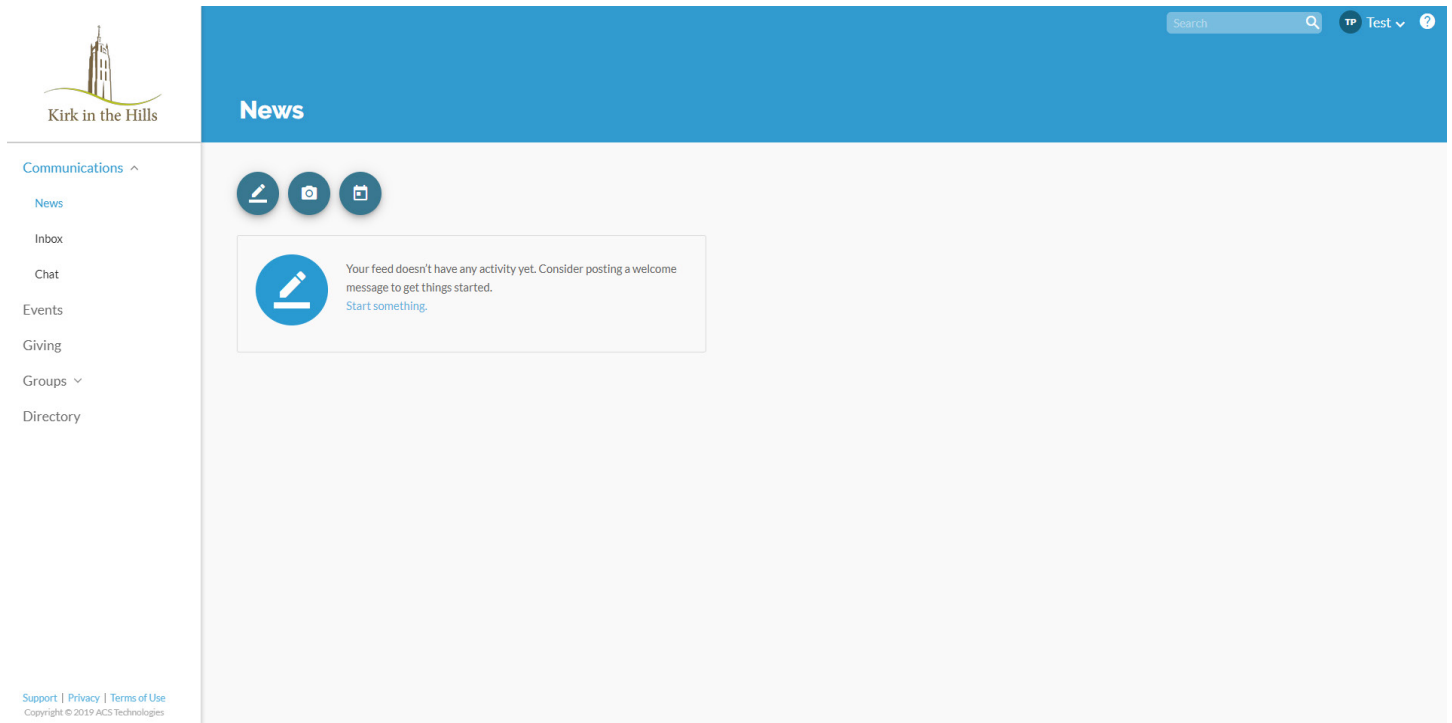 Kirk in the Hills
Search
TP Test
?
News
Communications
News
Inbox
Chat
Events
Giving
Groups
Directory
Your feed doesn't have any activity yet. Consider posting a welcome
message to get things started.
Start something.
Support | Privacy | Terms of Use
Copyright © 2019 ACS Technologies